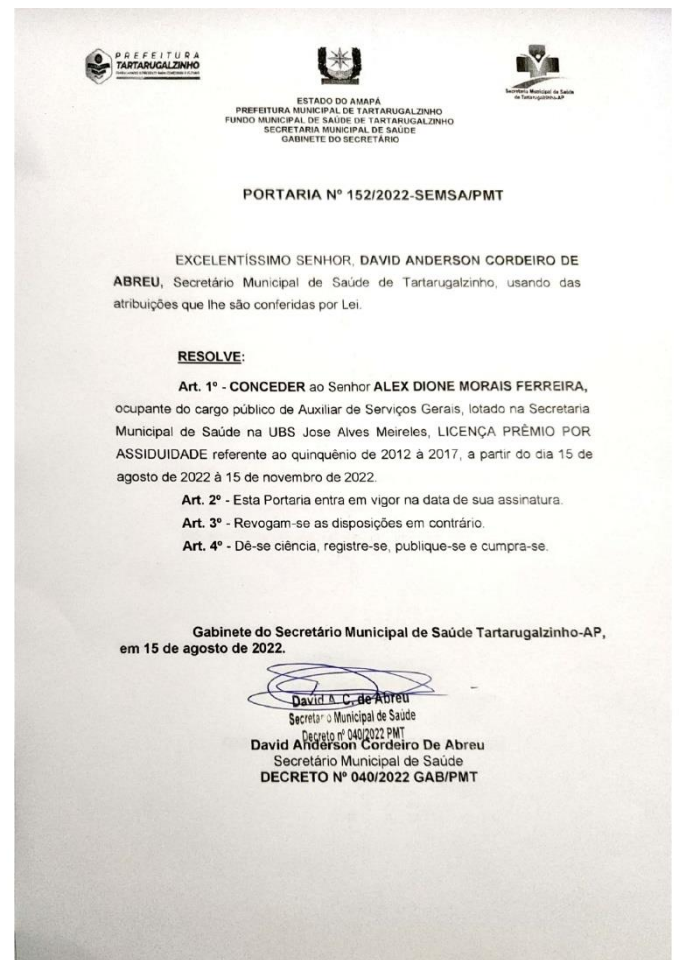 PREFEITURA
TARTARUGALZINHO
Secretaria Municipal de Saúde
de Tartarugalzinho-AP
ESTADO DO AMAPÁ
PREFEITURA MUNICIPAL DE TARTARUGALZINHO
FUNDO MUNICIPAL DE SAÚDE DE TARTARUGALZINHO
SECRETARIA MUNICIPAL DE SAÚDE
GABINETE DO SECRETÁRIO
PORTARIA Nº 152/2022-SEMSA/PMT
EXCELENTÍSSIMO SENHOR, DAVID ANDERSON CORDEIRO DE
ABREU, Secretário Municipal de Saúde de Tartarugalzinho, usando das
atribuições que lhe são conferidas por Lei.
RESOLVE:
Art. 1º - CONCEDER ao Senhor ALEX DIONE MORAIS FERREIRA,
ocupante do cargo público de Auxiliar de Serviços Gerais, lotado na Secretaria
Municipal de Saúde na UBS Jose Alves Meireles, LICENÇA PRÊMIO POR
ASSIDUIDADE referente ao quinquênio de 2012 à 2017, a partir do dia 15 de
agosto de 2022 à 15 de novembro de 2022.
Art. 2º - Esta Portaria entra em vigor na data de sua assinatura.
Art. 3º - Revogam-se as disposições em contrário.
Art. 4º - Dê-se ciência, registre-se, publique-se e cumpra-se.
Gabinete do Secretário Municipal de Saúde Tartarugalzinho-AP,
em 15 de agosto de 2022.
David A. C. de Abreu
Secretario Municipal de Saúde
Decreto nº 040/2022 PMT
David Anderson Cordeiro De Abreu
Secretário Municipal de Saúde
DECRETO Nº 040/2022 GAB/PMT